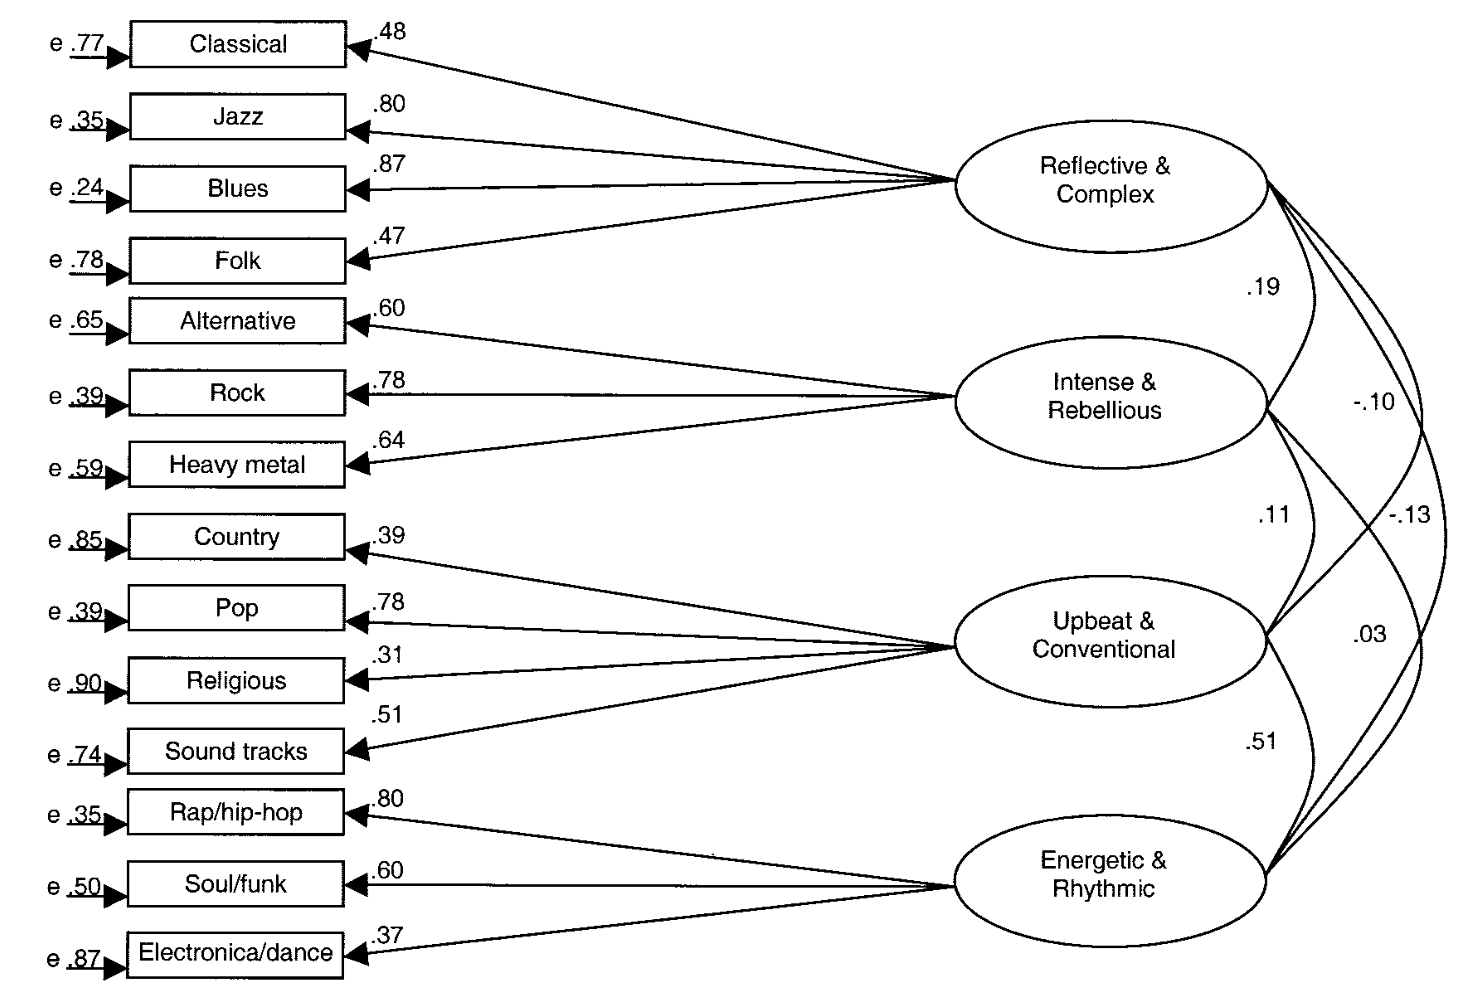 e .77 Classical .48
e .35 Jazz .80
e .24 Blues .87
e .78 Folk .47
Reflective &
Complex
e .65 Alternative .60
e .39 Rock .78
e .59 Heavy metal .64
Intense &
Rebellious
e .85 Country .39
e .39 Pop .78
e .90 Religious .31
e .74 Sound tracks .51
Upbeat &
Conventional
e .35 Rap/hip-hop .80
e .50 Soul/funk .60
e .87 Electronica/dance .37
Energetic &
Rhythmic
.19
-.10
.11
-.13
.03
.51